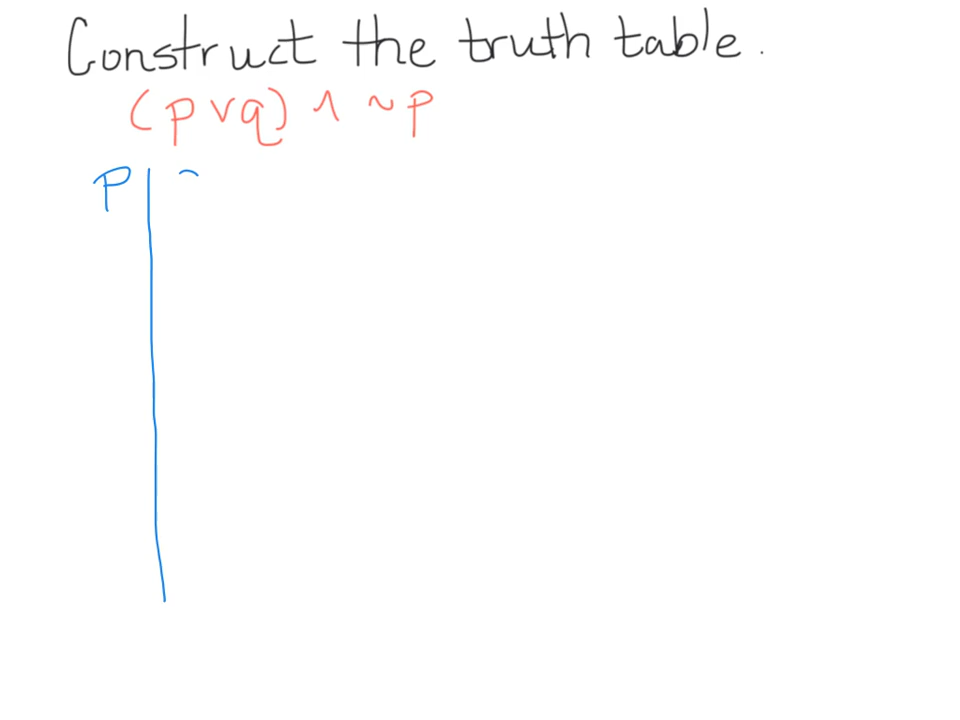 Construct the truth table.
(p ∨ q) ∧ ~p
P